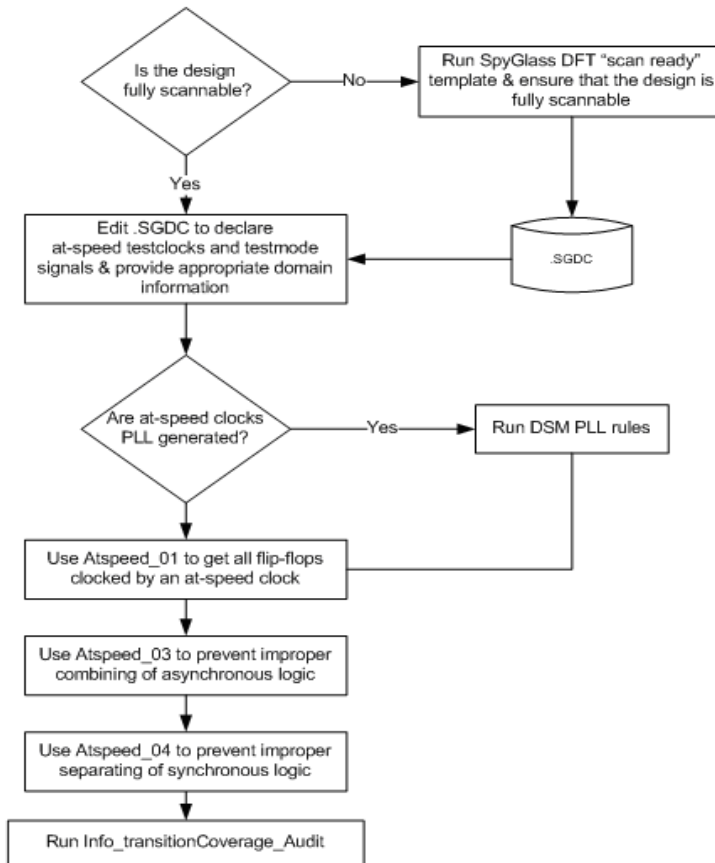 Is the design
fully scannable?
No
Run SpyGlass DFT “scan ready”
template & ensure that the design is
fully scannable
Yes
Edit .SGDC to declare
at-speed testclocks and testmode
signals & provide appropriate domain
information
.SGDC
Are at-speed clocks
PLL generated?
Yes
Run DSM PLL rules
Use Atspeed_01 to get all flip-flops
clocked by an at-speed clock
Use Atspeed_03 to prevent improper
combining of asynchronous logic
Use Atspeed_04 to prevent improper
separating of synchronous logic
Run Info_transitionCoverage_Audit